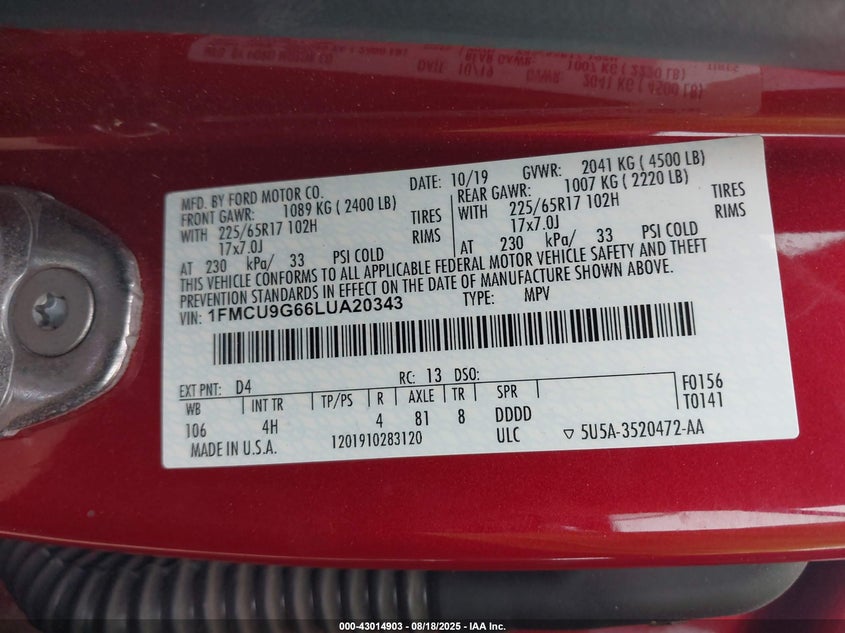 MFD. BY FORD MOTOR CO.
DATE: 10/19 GVWR: 2041 KG ( 4500 LB)
FRONT GAWR: 1089 KG ( 2400 LB) REAR GAWR: 1007 KG ( 2220 LB)
WITH 225/65R17 102H TIRES WITH 225/65R17 102H TIRES
17x7.0J RIMS 17x7.0J RIMS
AT 230 kPa/ 33 PSI COLD AT 230 kPa/ 33 PSI COLD
THIS VEHICLE CONFORMS TO ALL APPLICABLE FEDERAL MOTOR VEHICLE SAFETY AND THEFT
PREVENTION STANDARDS IN EFFECT ON THE DATE OF MANUFACTURE SHOWN ABOVE.
VIN: 1FMCU9G66LUA20343 TYPE: MPV
EXT PNT: D4 RC: 13 DSO: F0156
WB INT TR TP/PS R AXLE TR SPR T0141
106 4H 4 81 8 DDDD
MADE IN U.S.A. 1201910283120 ULC ▽ 5U5A-3520472-AA
000-43014903 - 08/18/2025 - IAA Inc.